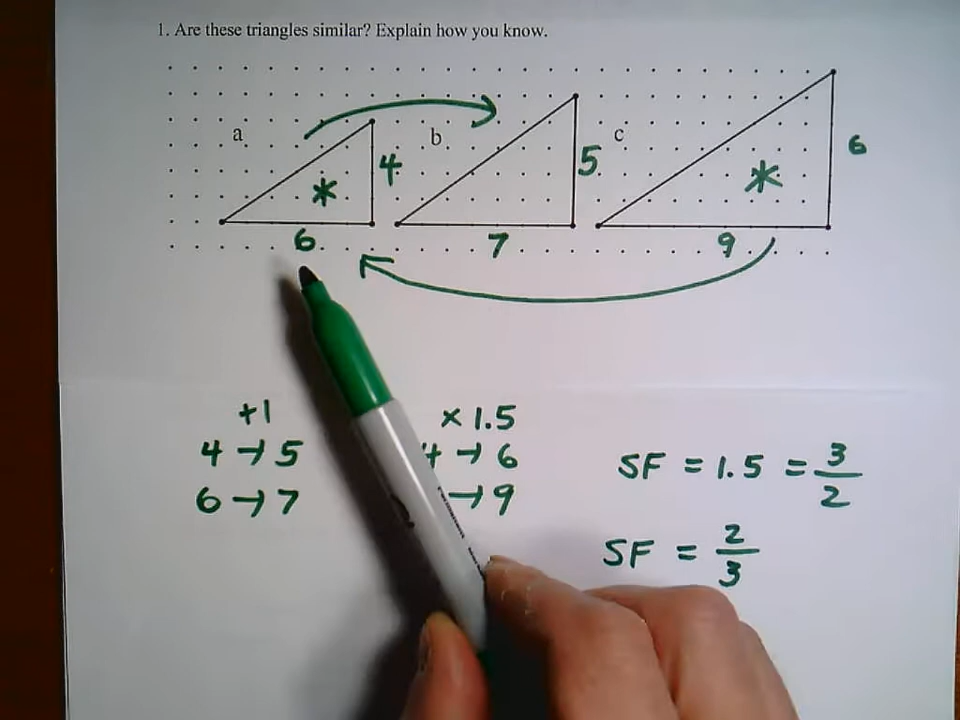 1. Are these triangles similar? Explain how you know.
a b c
* 4 5 * 6
6 7 9
+1 × 1.5
4 → 5 4 → 6 SF = 1.5 = 3/2
6 → 7 → 9
SF = 2/3